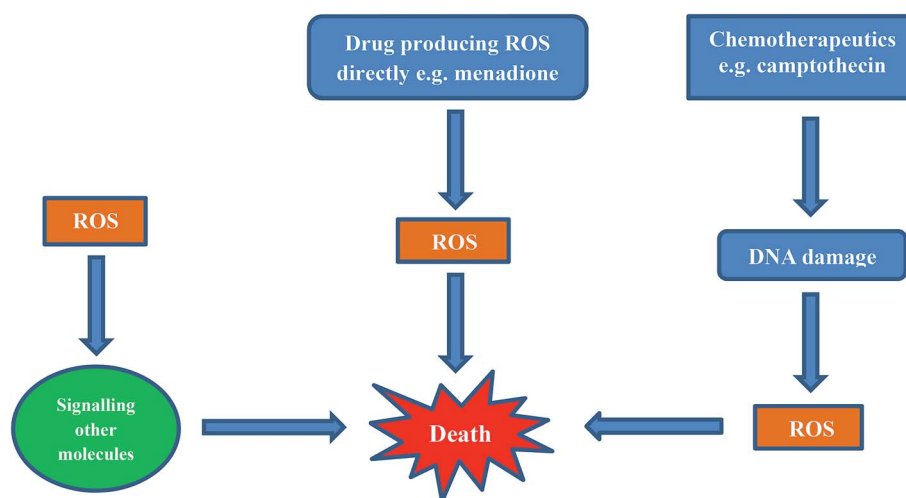 Drug producing ROS
directly e.g. menadione
Chemotherapeutics
e.g. camptothecin
ROS
ROS
DNA damage
Signalling
other
molecules
Death
ROS